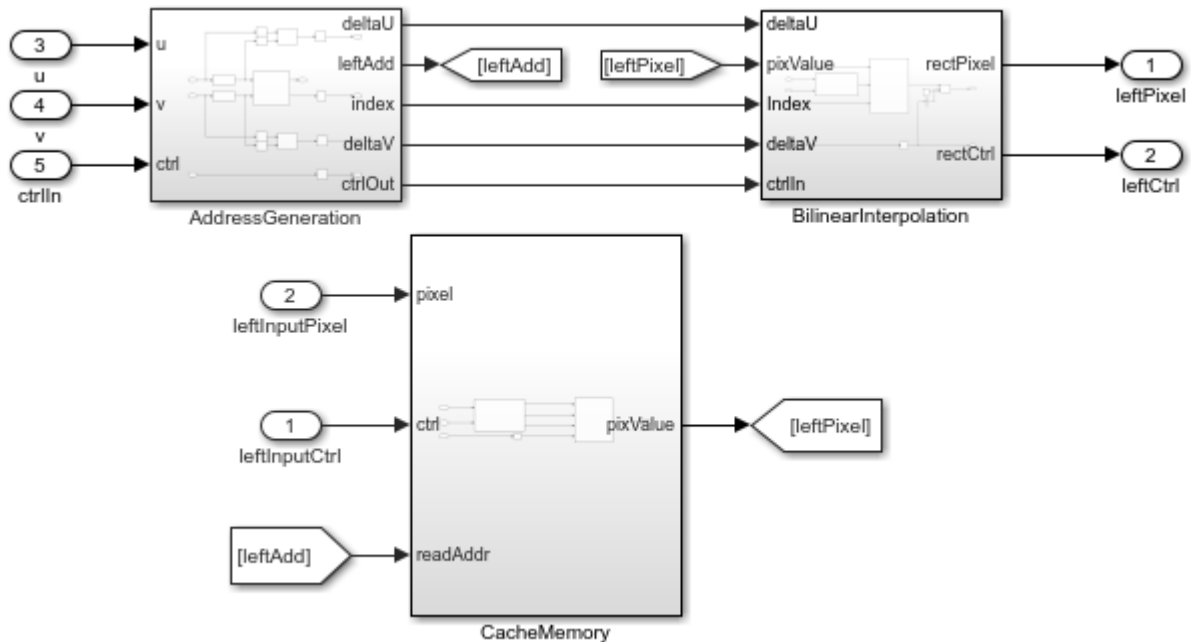 3
u
4
v
5
ctrlIn
u
v
ctrl
deltaU
leftAdd
index
deltaV
ctrlOut
AddressGeneration
[leftAdd]
[leftPixel]
deltaU
pixValue
Index
deltaV
ctrlIn
rectPixel
rectCtrl
BilinearInterpolation
1
leftPixel
2
leftCtrl
2
leftInputPixel
1
leftInputCtrl
[leftAdd]
pixel
ctrl
readAddr
pixValue
CacheMemory
[leftPixel]